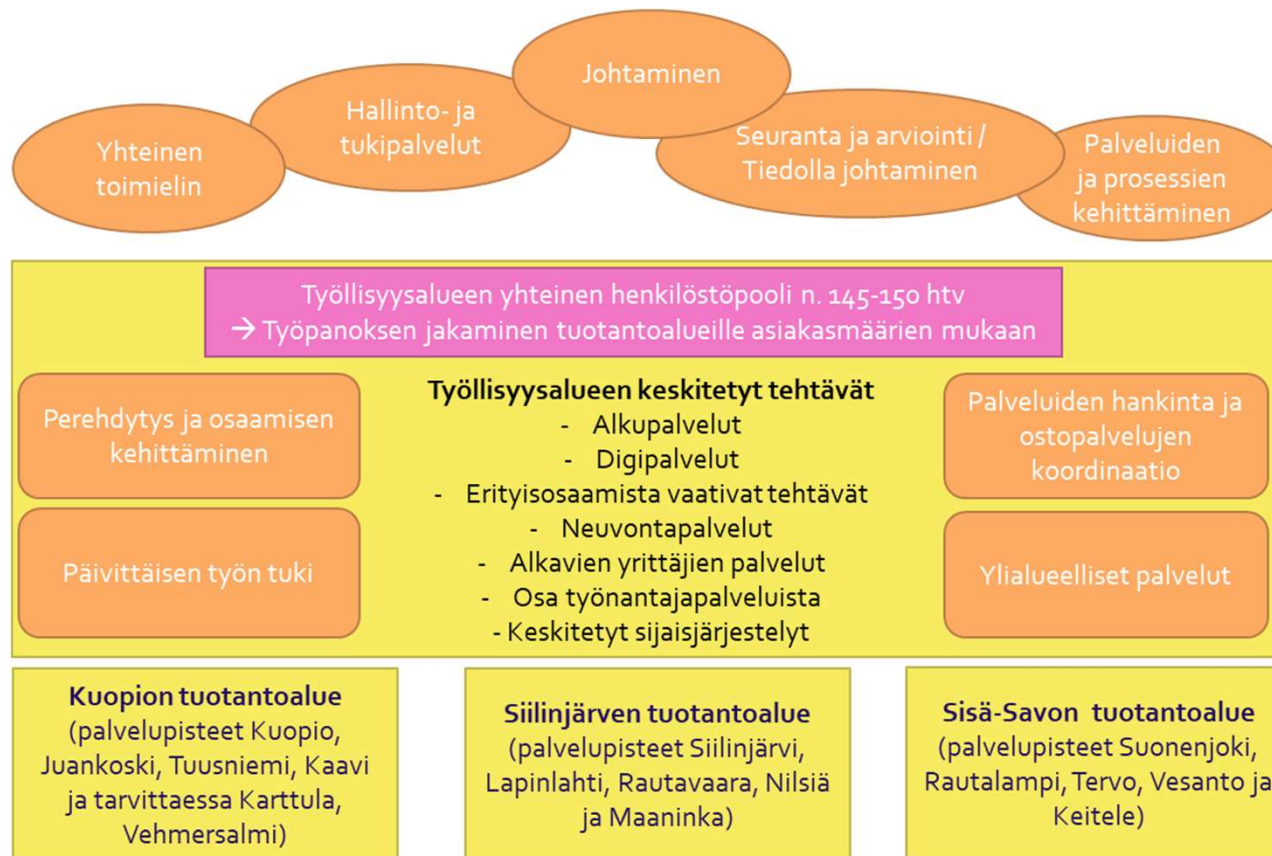 Johtaminen
Hallinto- ja
tukipalvelut
Seuranta ja arviointi /
Tiedolla johtaminen
Yhteinen
toimielin
Palveluiden
ja prosessien
kehittäminen
Työllisyysalueen yhteinen henkilöstöpooli n. 145-150 htv
→ Työpanoksen jakaminen tuotantoalueille asiakasmäärien mukaan
Perehdytys ja osaamisen
kehittäminen
Päivittäisen työn tuki
Työllisyysalueen keskitetyt tehtävät
- Alkupalvelut
- Digipalvelut
- Erityisosaamista vaativat tehtävät
- Neuvontapalvelut
- Alkavien yrittäjien palvelut
- Osa työnantajapalveluista
- Keskitetyt sijaisjärjestelyt
Palveluiden hankinta ja
ostopalvelujen
koordinaatio
Ylialueelliset palvelut
Kuopion tuotantoalue
(palvelupisteet Kuopio,
Juankoski, Tuusniemi, Kaavi
ja tarvittaessa Karttula,
Vehmersalmi)
Siilinjärven tuotantoalue
(palvelupisteet Siilinjärvi,
Lapinlahti, Rautavaara, Nilsiä
ja Maaninka)
Sisä-Savon tuotantoalue
(palvelupisteet Suonenjoki,
Rautalampi, Tervo, Vesanto ja
Keitele)